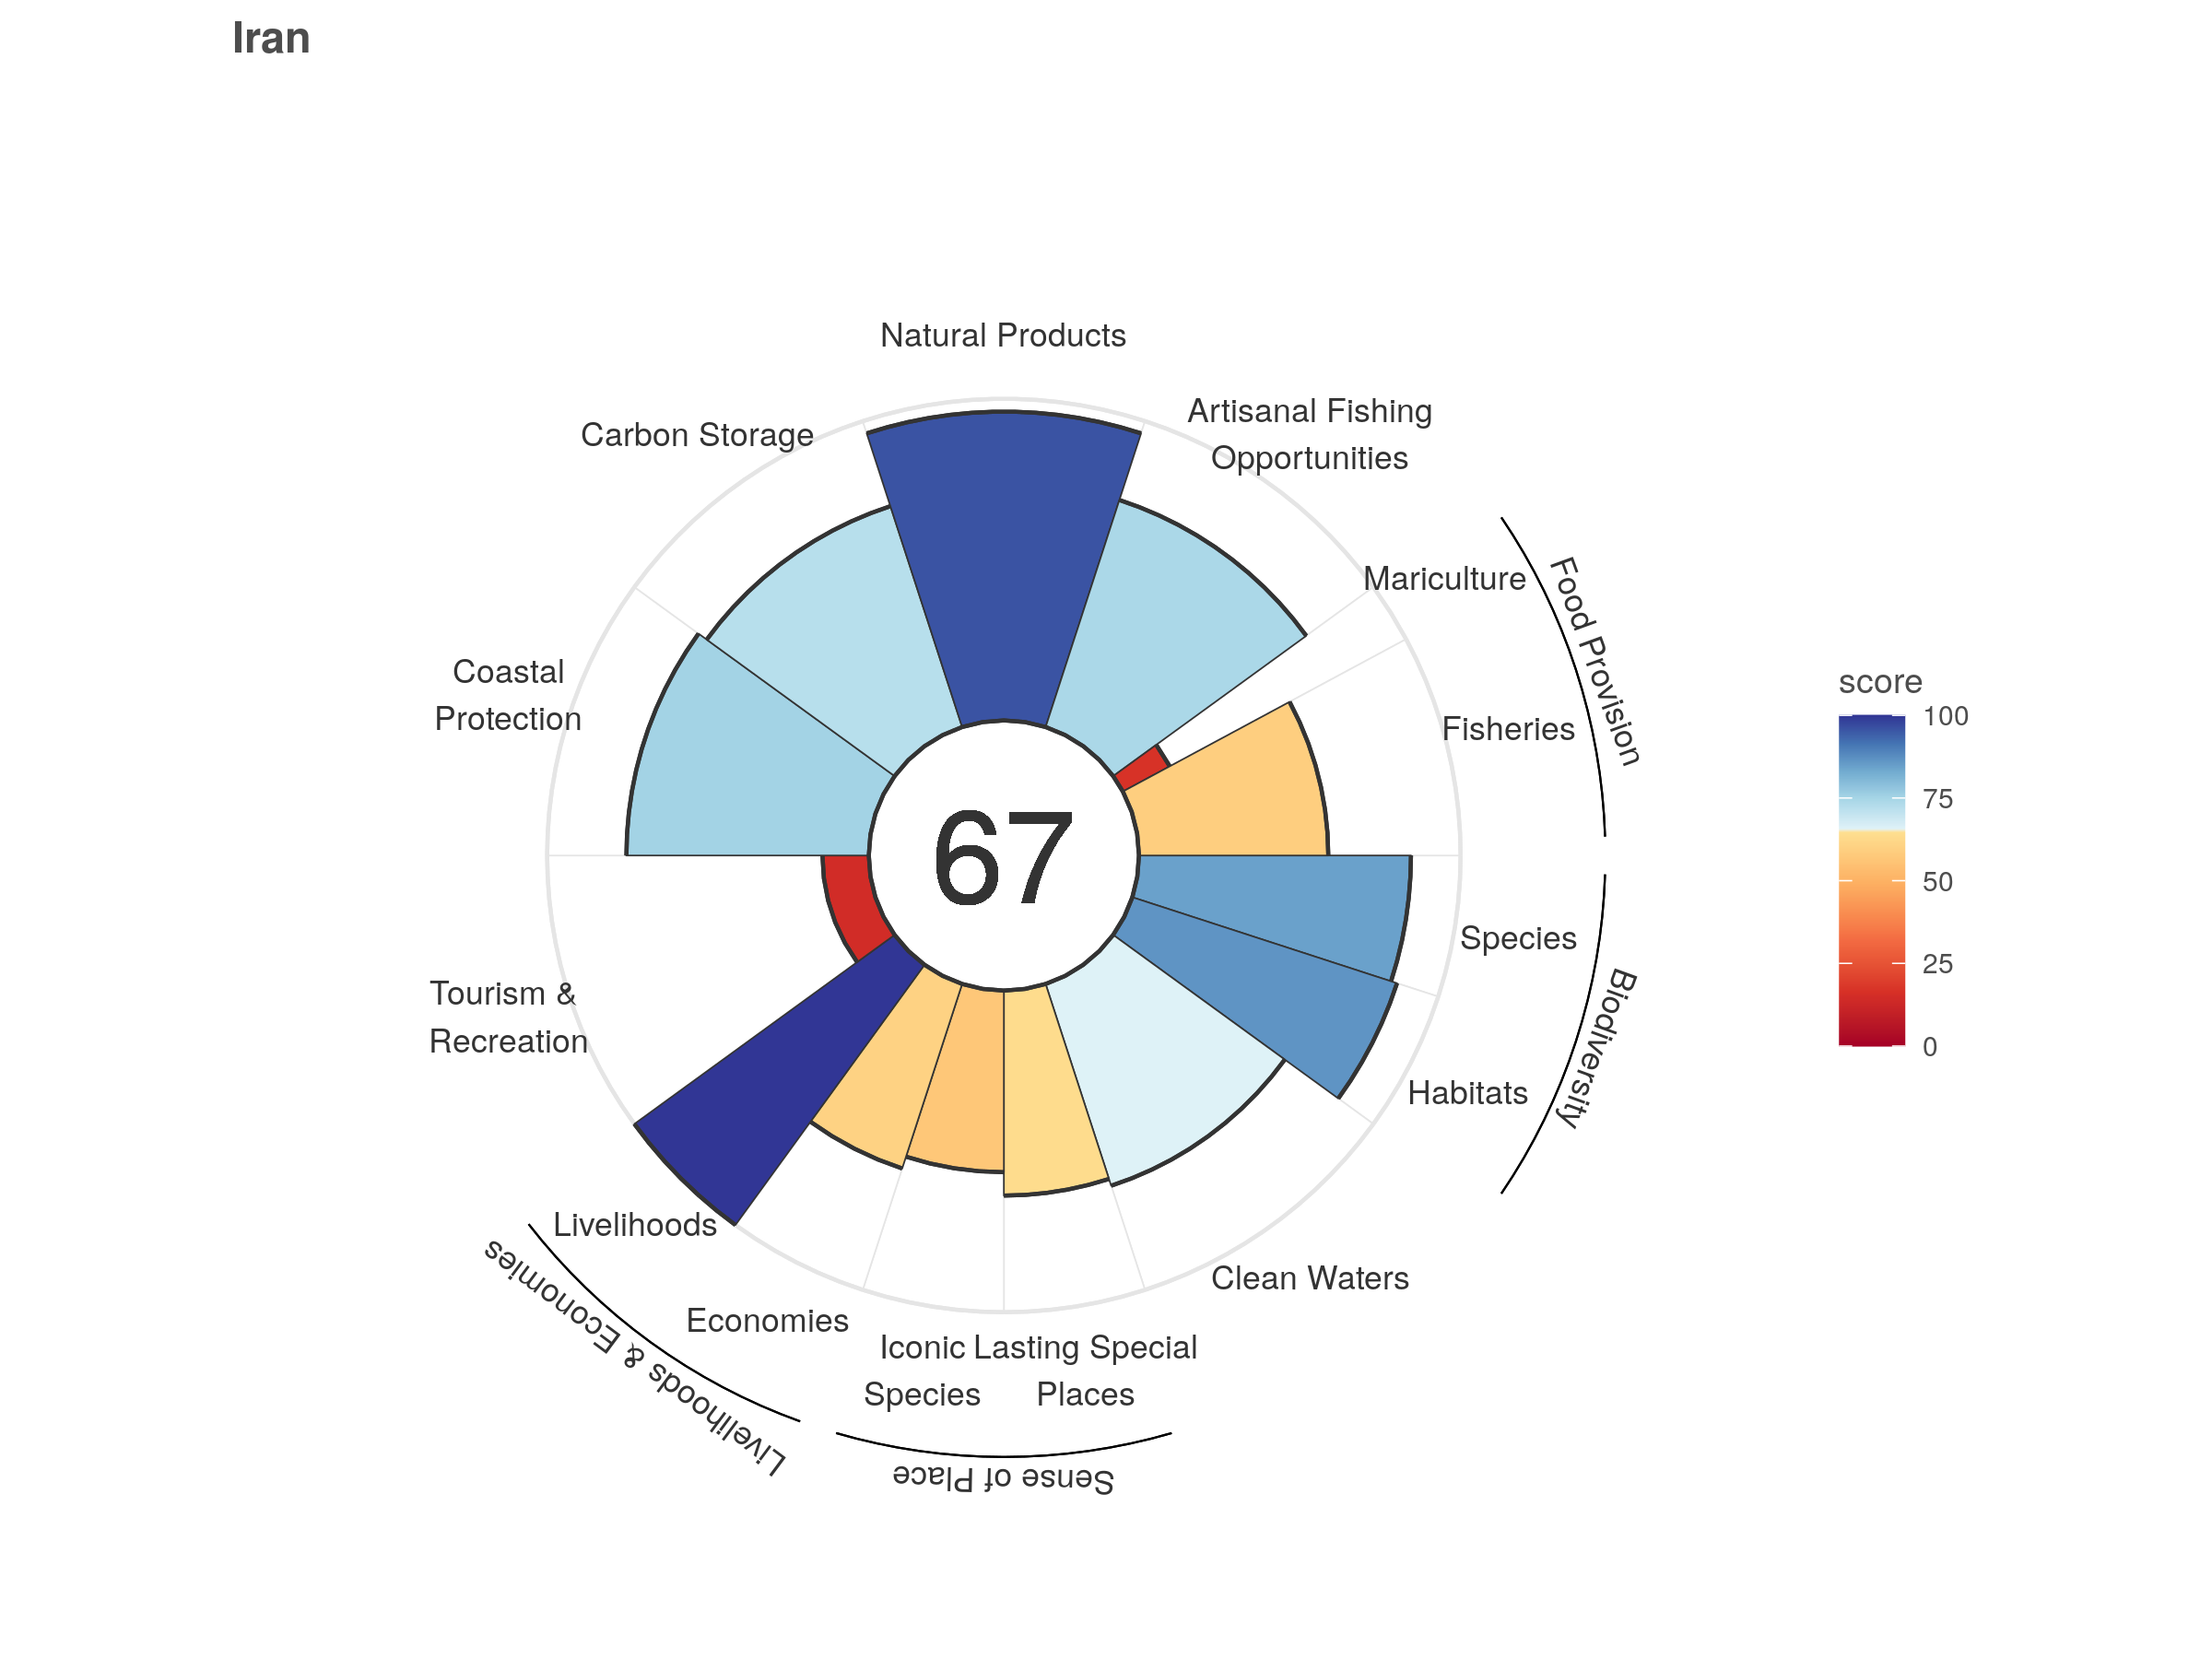 Iran
Natural Products
Artisanal Fishing
Opportunities
Carbon Storage
Mariculture
Food Provision
Fisheries
Coastal
Protection
score
100
75
50
25
0
67
Species
Biodiversity
Habitats
Tourism &
Recreation
Livelihoods
Livelihoods & Economies
Economies
Clean Waters
Iconic
Species
Lasting Special
Places
Sense of Place